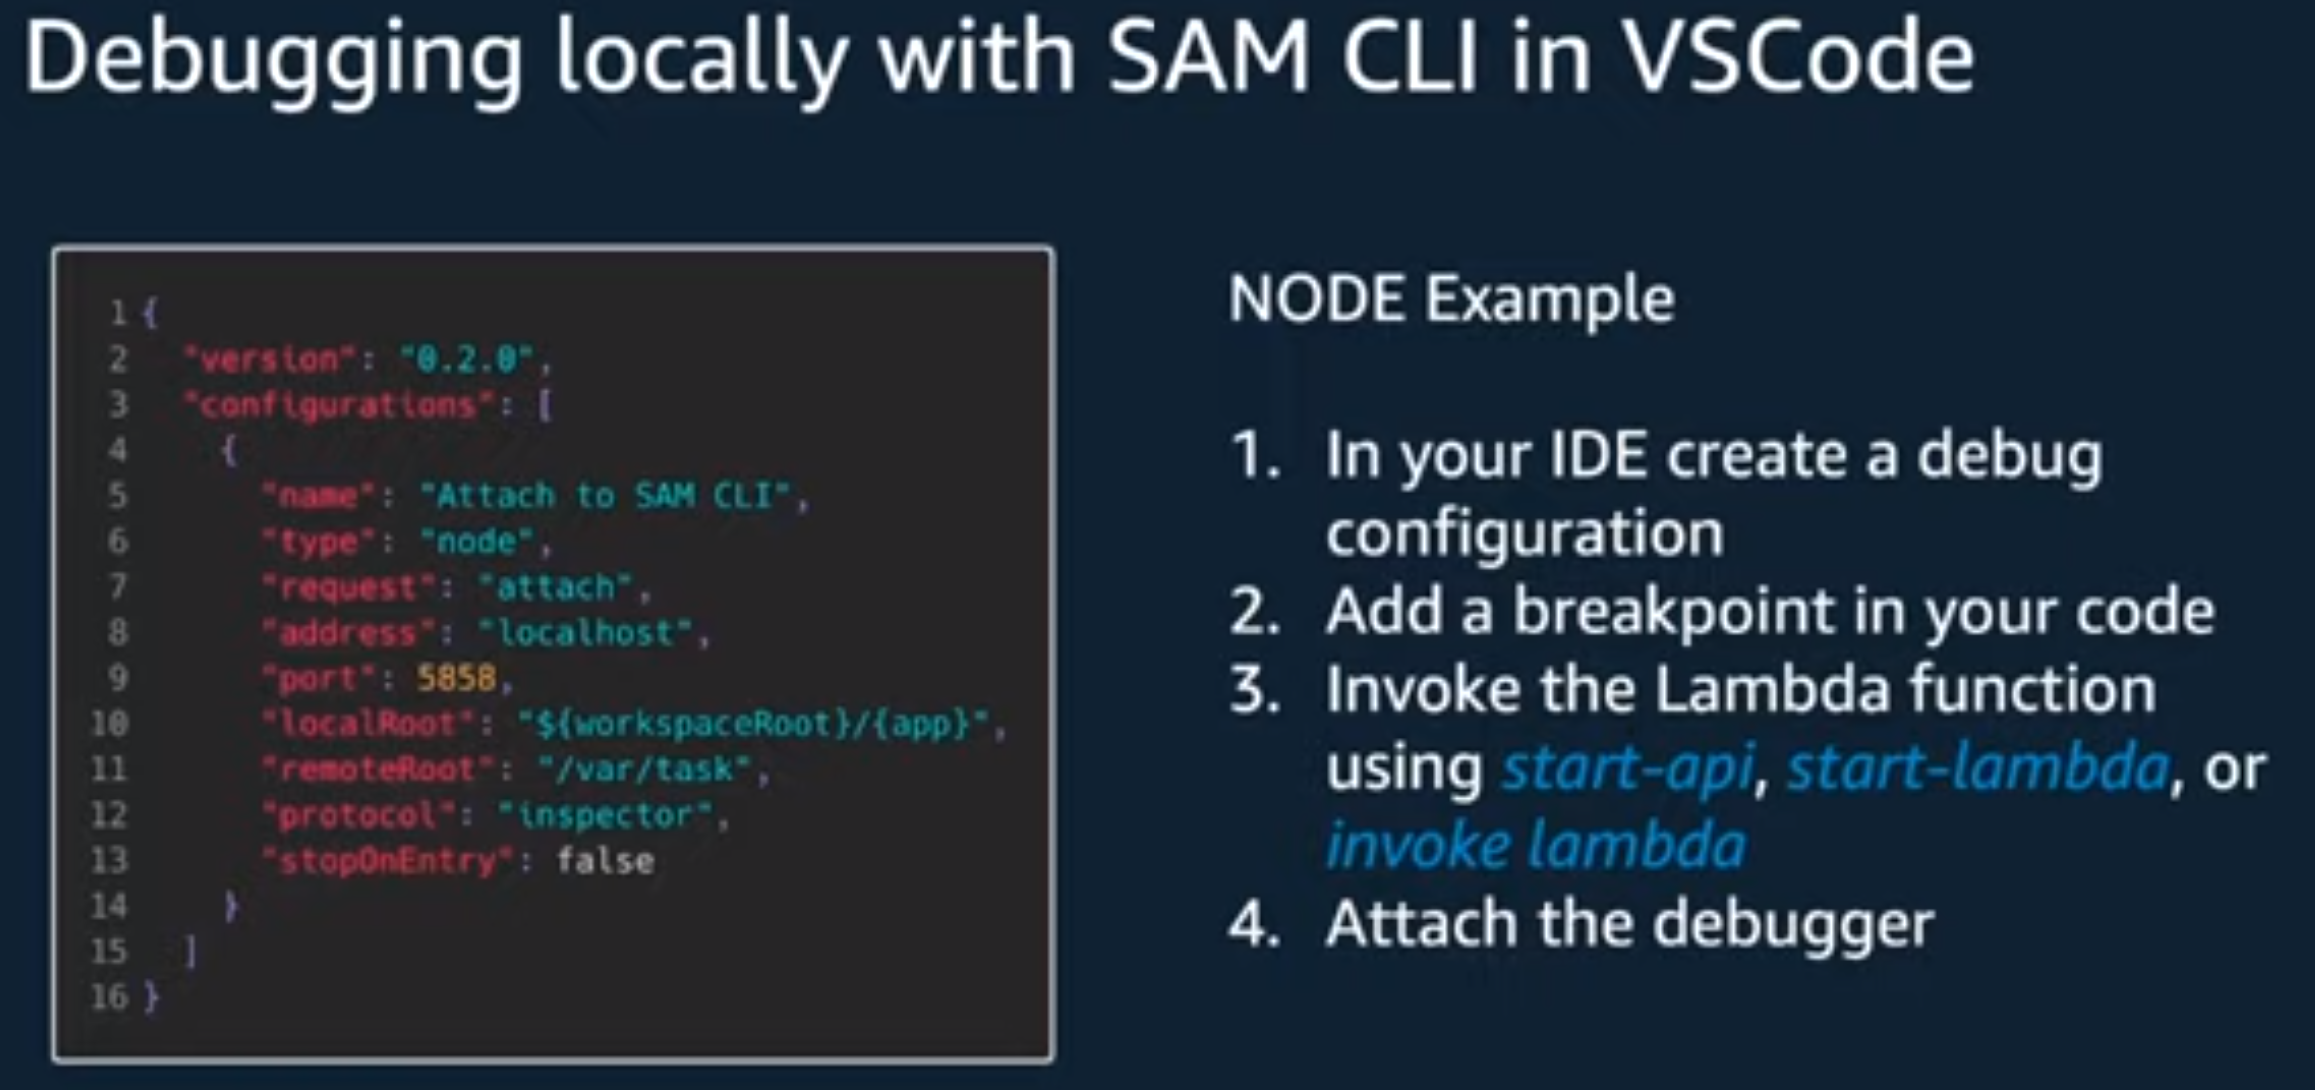 Debugging locally with SAM CLI in VSCode
1 {
2   "version": "0.2.0",
3   "configurations": [
4     {
5       "name": "Attach to SAM CLI",
6       "type": "node",
7       "request": "attach",
8       "address": "localhost",
9       "port": 5858,
10       "localRoot": "${workspaceRoot}/{app}",
11       "remoteRoot": "/var/task",
12       "protocol": "inspector",
13       "stopOnEntry": false
14     }
15   ]
16 }
NODE Example
1. In your IDE create a debug
configuration
2. Add a breakpoint in your code
3. Invoke the Lambda function
using start-api, start-lambda, or
invoke lambda
4. Attach the debugger